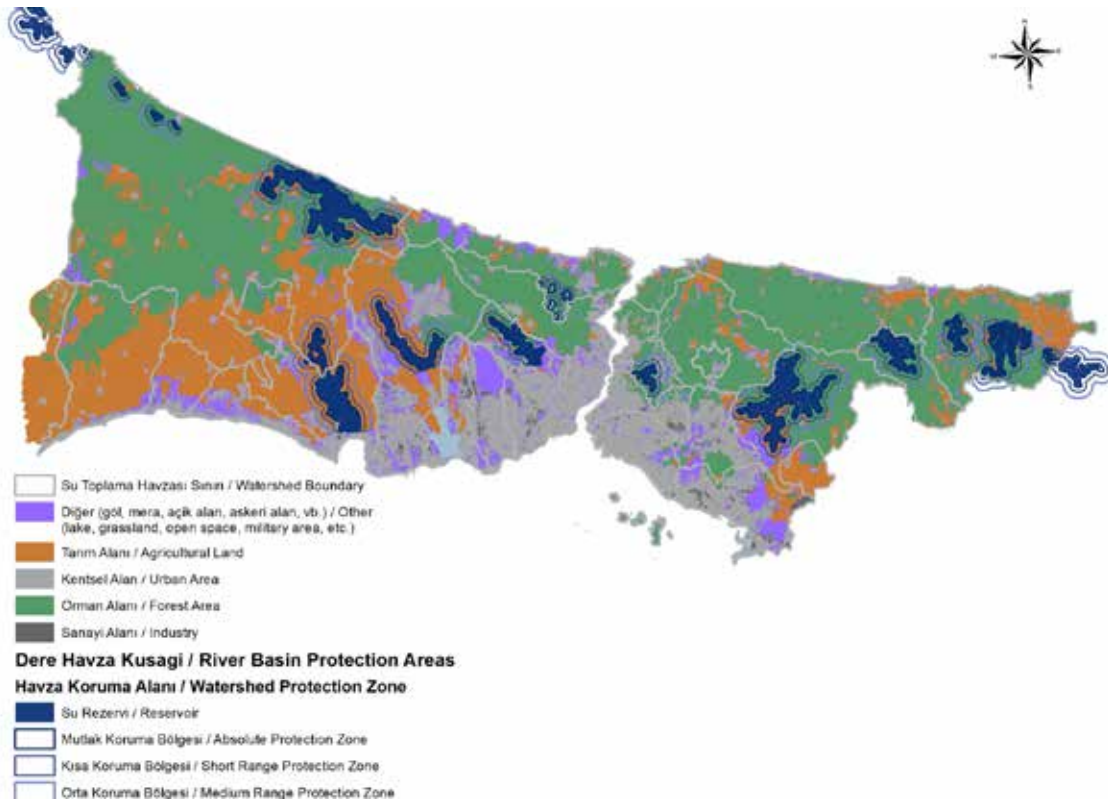 Su Toplama Havzası Sınırı / Watershed Boundary
Diğer (göl, mera, açik alan, askeri alan, vb.) / Other
(lake, grassland, open space, military area, etc.)
Tarım Alanı / Agricultural Land
Kentsel Alan / Urban Area
Orman Alanı / Forest Area
Sanayi Alanı / Industry
Dere Havza Kusagi / River Basin Protection Areas
Havza Koruma Alanı / Watershed Protection Zone
Su Rezervi / Reservoir
Mutlak Koruma Bölgesi / Absolute Protection Zone
Kısa Koruma Bölgesi / Short Range Protection Zone
Orta Koruma Bölgesi / Medium Range Protection Zone